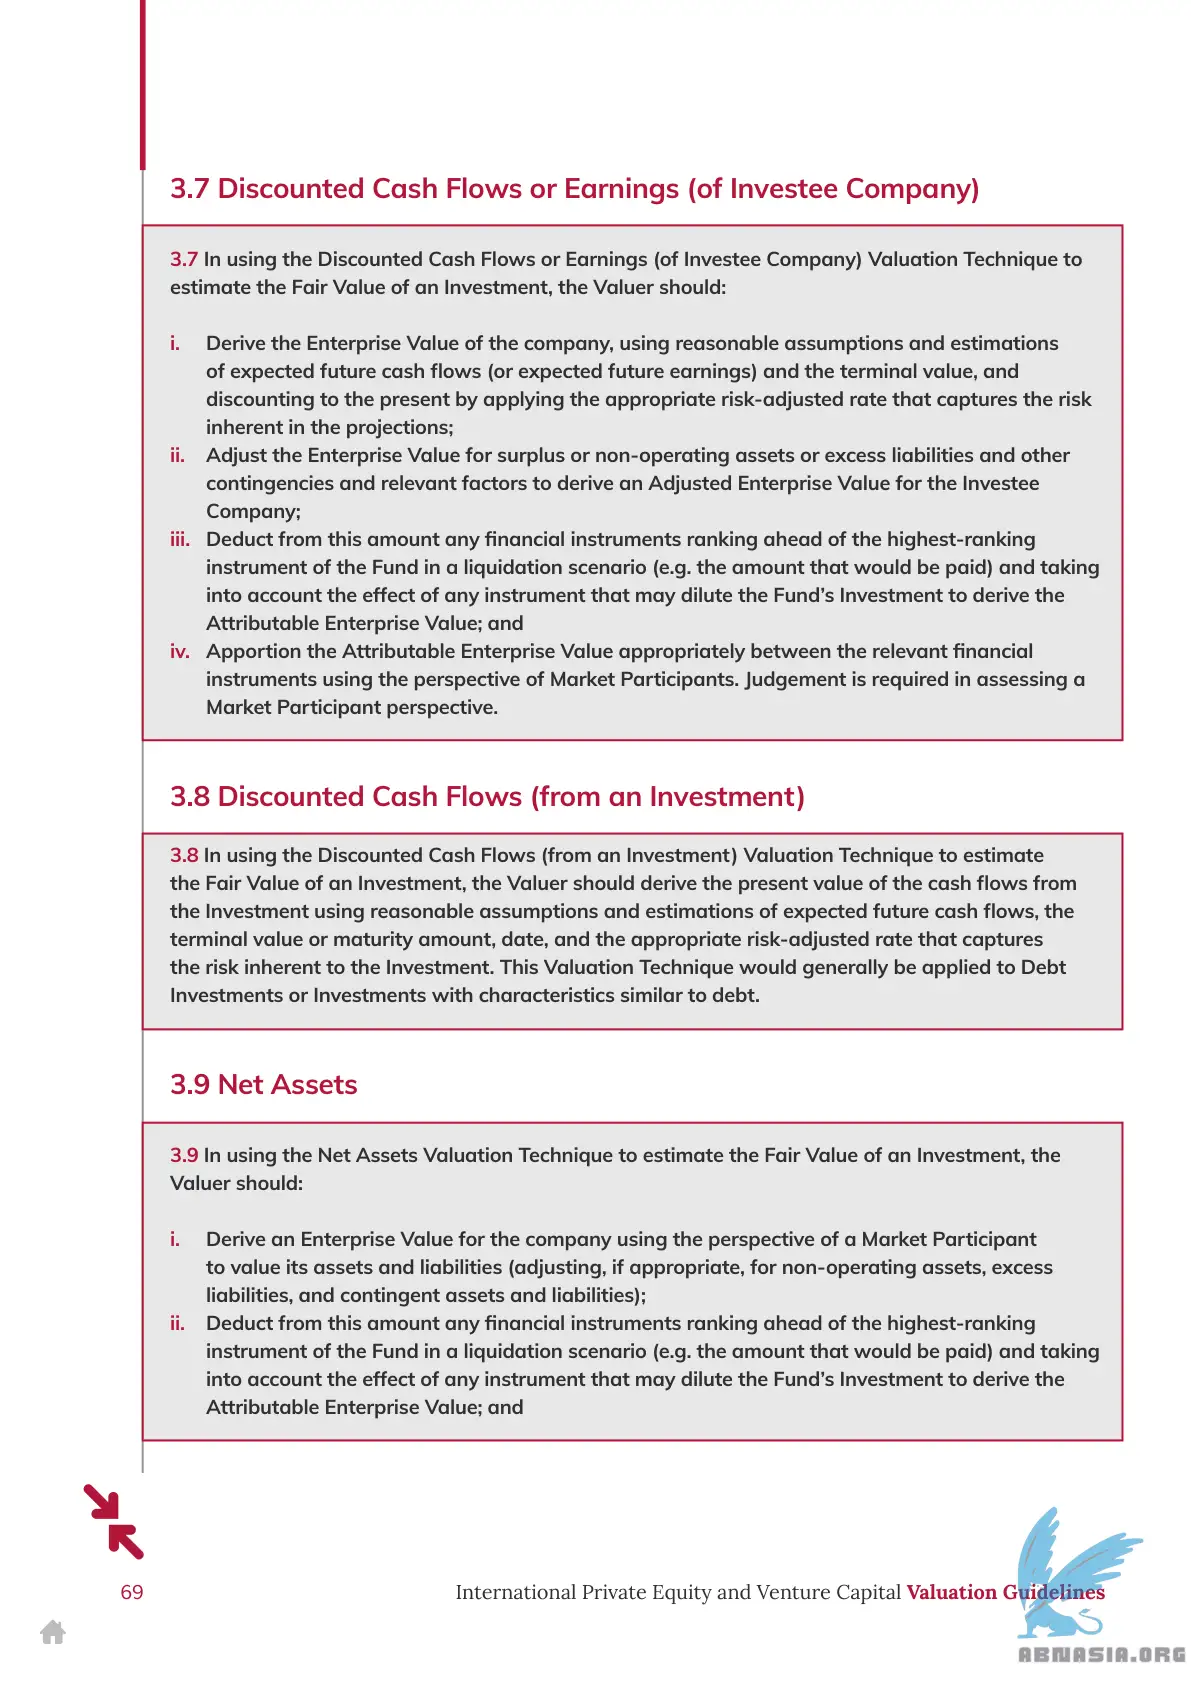 3.7 Discounted Cash Flows or Earnings (of Investee Company)
3.7 In using the Discounted Cash Flows or Earnings (of Investee Company) Valuation Technique to
estimate the Fair Value of an Investment, the Valuer should:
i. Derive the Enterprise Value of the company, using reasonable assumptions and estimations
of expected future cash flows (or expected future earnings) and the terminal value, and
discounting to the present by applying the appropriate risk-adjusted rate that captures the risk
inherent in the projections;
ii. Adjust the Enterprise Value for surplus or non-operating assets or excess liabilities and other
contingencies and relevant factors to derive an Adjusted Enterprise Value for the Investee
Company;
iii. Deduct from this amount any financial instruments ranking ahead of the highest-ranking
instrument of the Fund in a liquidation scenario (e.g. the amount that would be paid) and taking
into account the effect of any instrument that may dilute the Fund's Investment to derive the
Attributable Enterprise Value; and
iv. Apportion the Attributable Enterprise Value appropriately between the relevant financial
instruments using the perspective of Market Participants. Judgement is required in assessing a
Market Participant perspective.
3.8 Discounted Cash Flows (from an Investment)
3.8 In using the Discounted Cash Flows (from an Investment) Valuation Technique to estimate
the Fair Value of an Investment, the Valuer should derive the present value of the cash flows from
the Investment using reasonable assumptions and estimations of expected future cash flows, the
terminal value or maturity amount, date, and the appropriate risk-adjusted rate that captures
the risk inherent to the Investment. This Valuation Technique would generally be applied to Debt
Investments or Investments with characteristics similar to debt.
3.9 Net Assets
3.9 In using the Net Assets Valuation Technique to estimate the Fair Value of an Investment, the
Valuer should:
i. Derive an Enterprise Value for the company using the perspective of a Market Participant
to value its assets and liabilities (adjusting, if appropriate, for non-operating assets, excess
liabilities, and contingent assets and liabilities);
ii. Deduct from this amount any financial instruments ranking ahead of the highest-ranking
instrument of the Fund in a liquidation scenario (e.g. the amount that would be paid) and taking
into account the effect of any instrument that may dilute the Fund's Investment to derive the
Attributable Enterprise Value; and
69
International Private Equity and Venture Capital Valuation Guidelines
ABNASIA.ORG